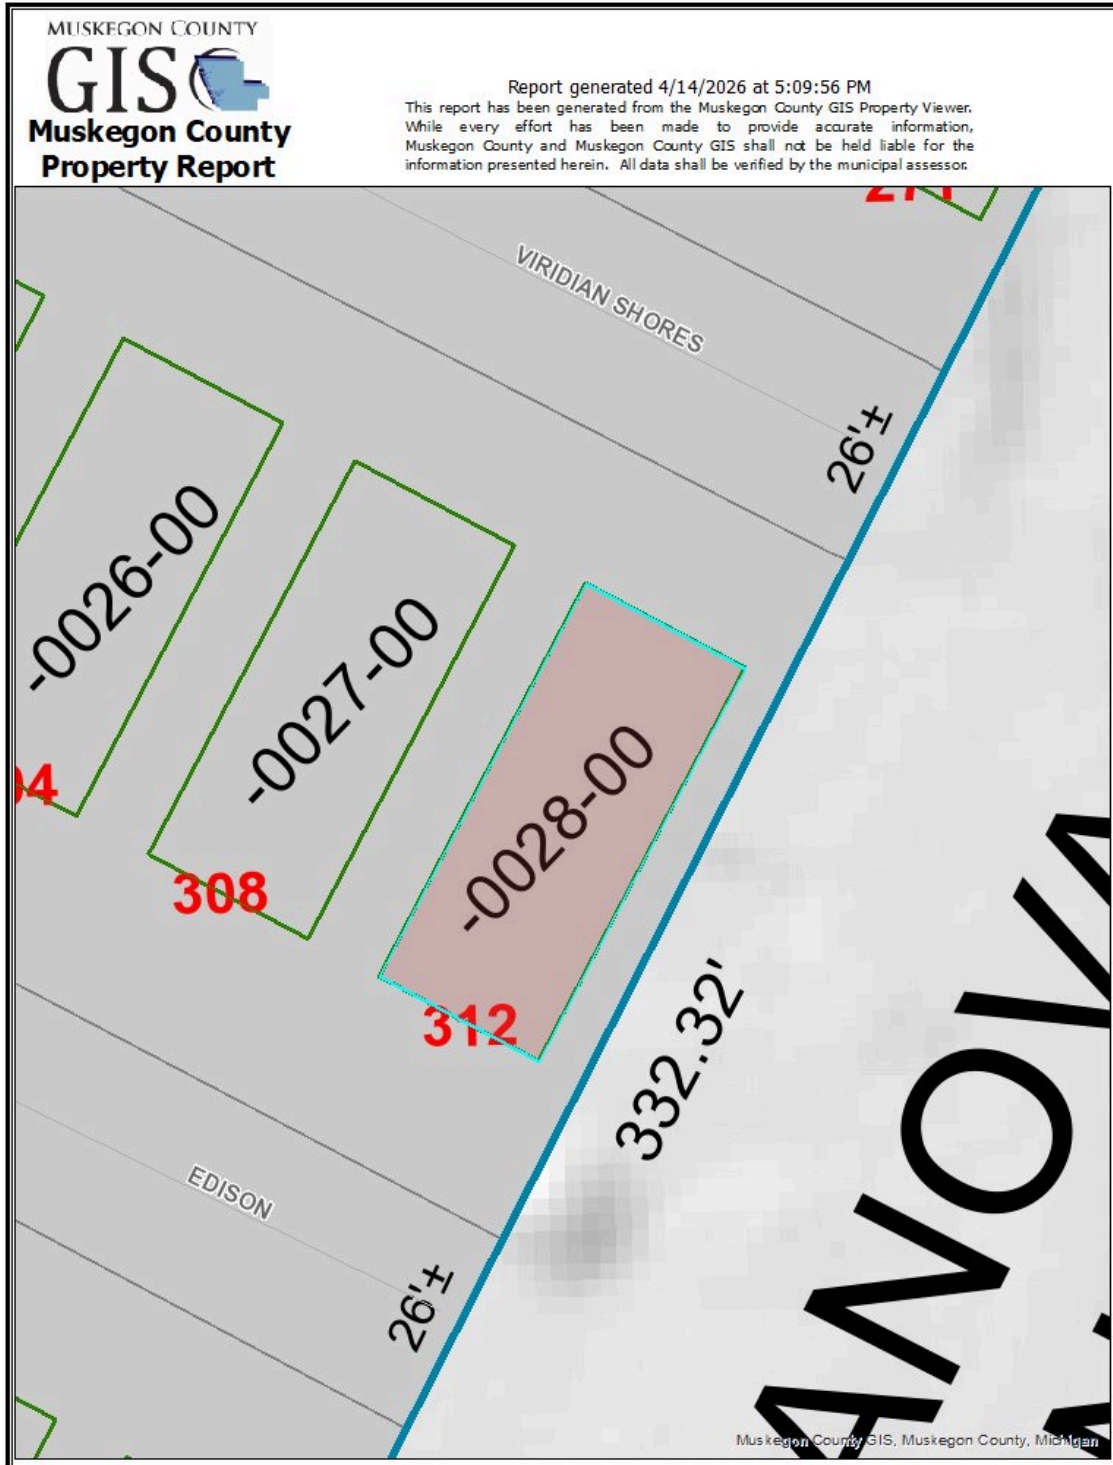 MUSKEGON COUNTY
GIS
Muskegon County
Property Report
Report generated 4/14/2026 at 5:09:56 PM
This report has been generated from the Muskegon County GIS Property Viewer.
While every effort has been made to provide accurate information,
Muskegon County and Muskegon County GIS shall not be held liable for the
information presented herein. All data shall be verified by the municipal assessor.
VIRIDIAN SHORES
26'±
-0026-00
-0027-00
-0028-00
308
312
332.32'
EDISON
26'±
Muskegon County GIS, Muskegon County, Michigan